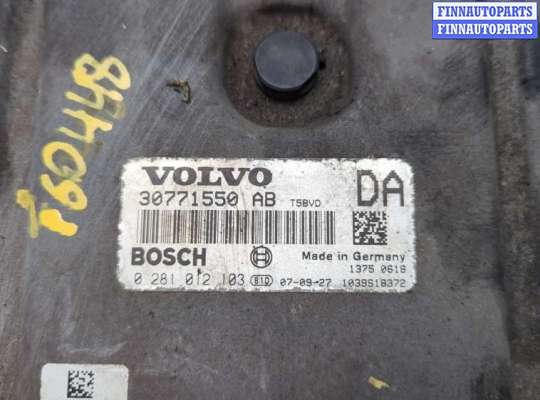 FINNAUTOPARTS
FINNAUTOPARTS
T60448
VOLVO
30771550 AB T5BVD DA
BOSCH Made in Germany
1375 0618
0 281 012 103 BID 07-09-27 1039S18372